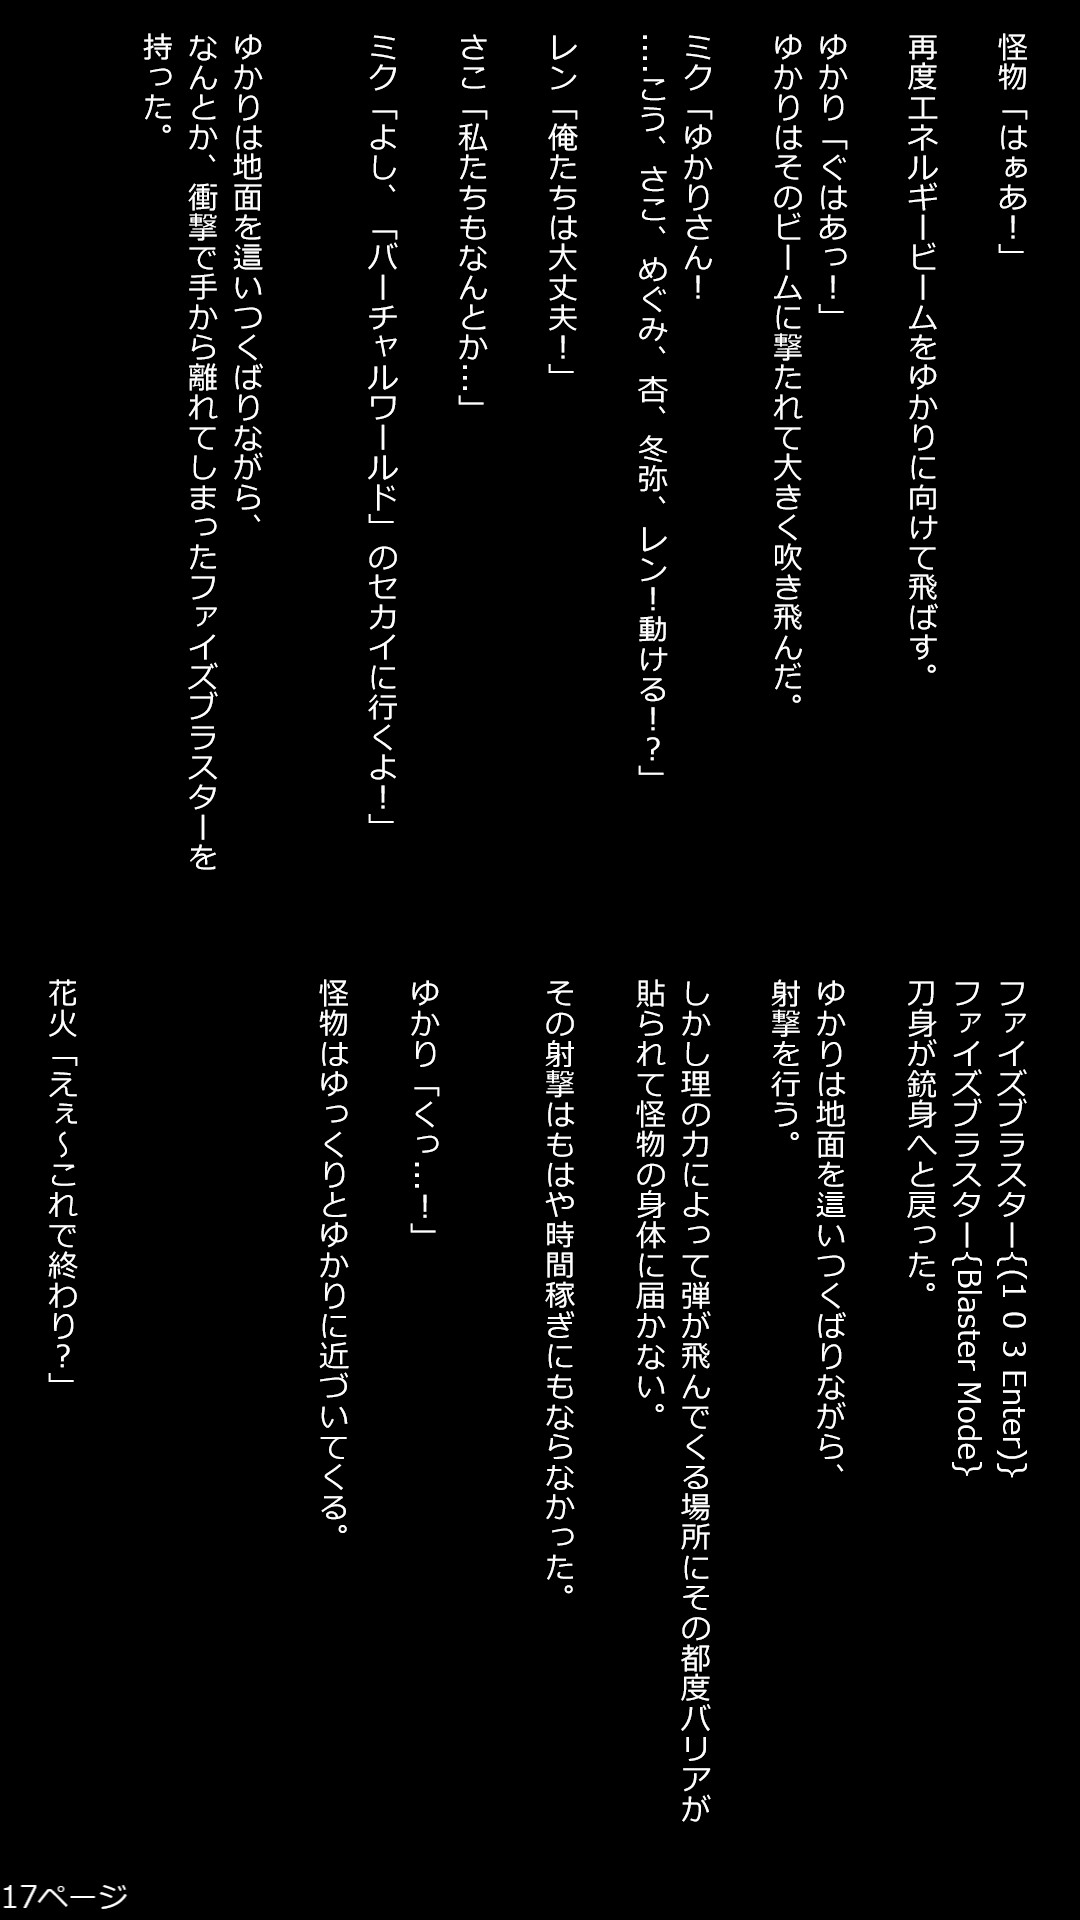 怪物「はぁあ！」
再度エネルギービームをゆかりに向けて飛ばす。
ゆかり「ぐはあっ！」
ゆかりはそのビームに撃たれて大きく吹き飛んだ。
ミク「ゆかりさん！
…こう、さこ、めぐみ、杏、冬弥、レン！動ける！？」
レン「俺たちは大丈夫！」
さこ「私たちもなんとか…」
ミク「よし、「バーチャルワールド」のセカイに行くよ！」
ゆかりは地面を這いつくばりながら、
なんとか、衝撃で手から離れてしまったファイズブラスターを
持った。
ファイズブラスター{(1 0 3 Enter)}
ファイズブラスター{Blaster Mode}
刀身が銃身へと戻った。
ゆかりは地面を這いつくばりながら、
射撃を行う。
しかし理の力によって弾が飛んでくる場所にその都度バリアが
貼られて怪物の身体に届かない。
その射撃はもはや時間稼ぎにもならなかった。
ゆかり「くっ…！」
怪物はゆっくりとゆかりに近づいてくる。
花火「えぇ～これで終わり？」
17ページ